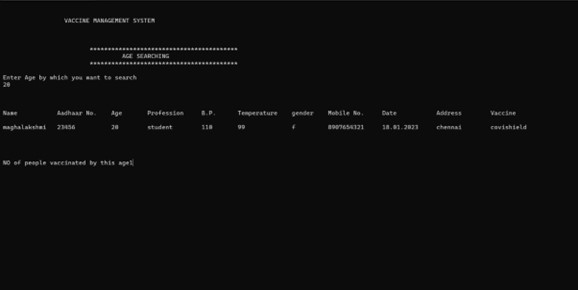 VACCINE MANAGEMENT SYSTEM
*****************************************
AGE SEARCHING
*****************************************
Enter Age by which you want to search
20
Name Aadhaar No. Age Profession B.P. Temperature gender Mobile No. Date Address Vaccine
maghalakshmi 23456 20 student 110 99 f 8907654321 18.01.2023 chennai covishield
NO of people vaccinated by this age1